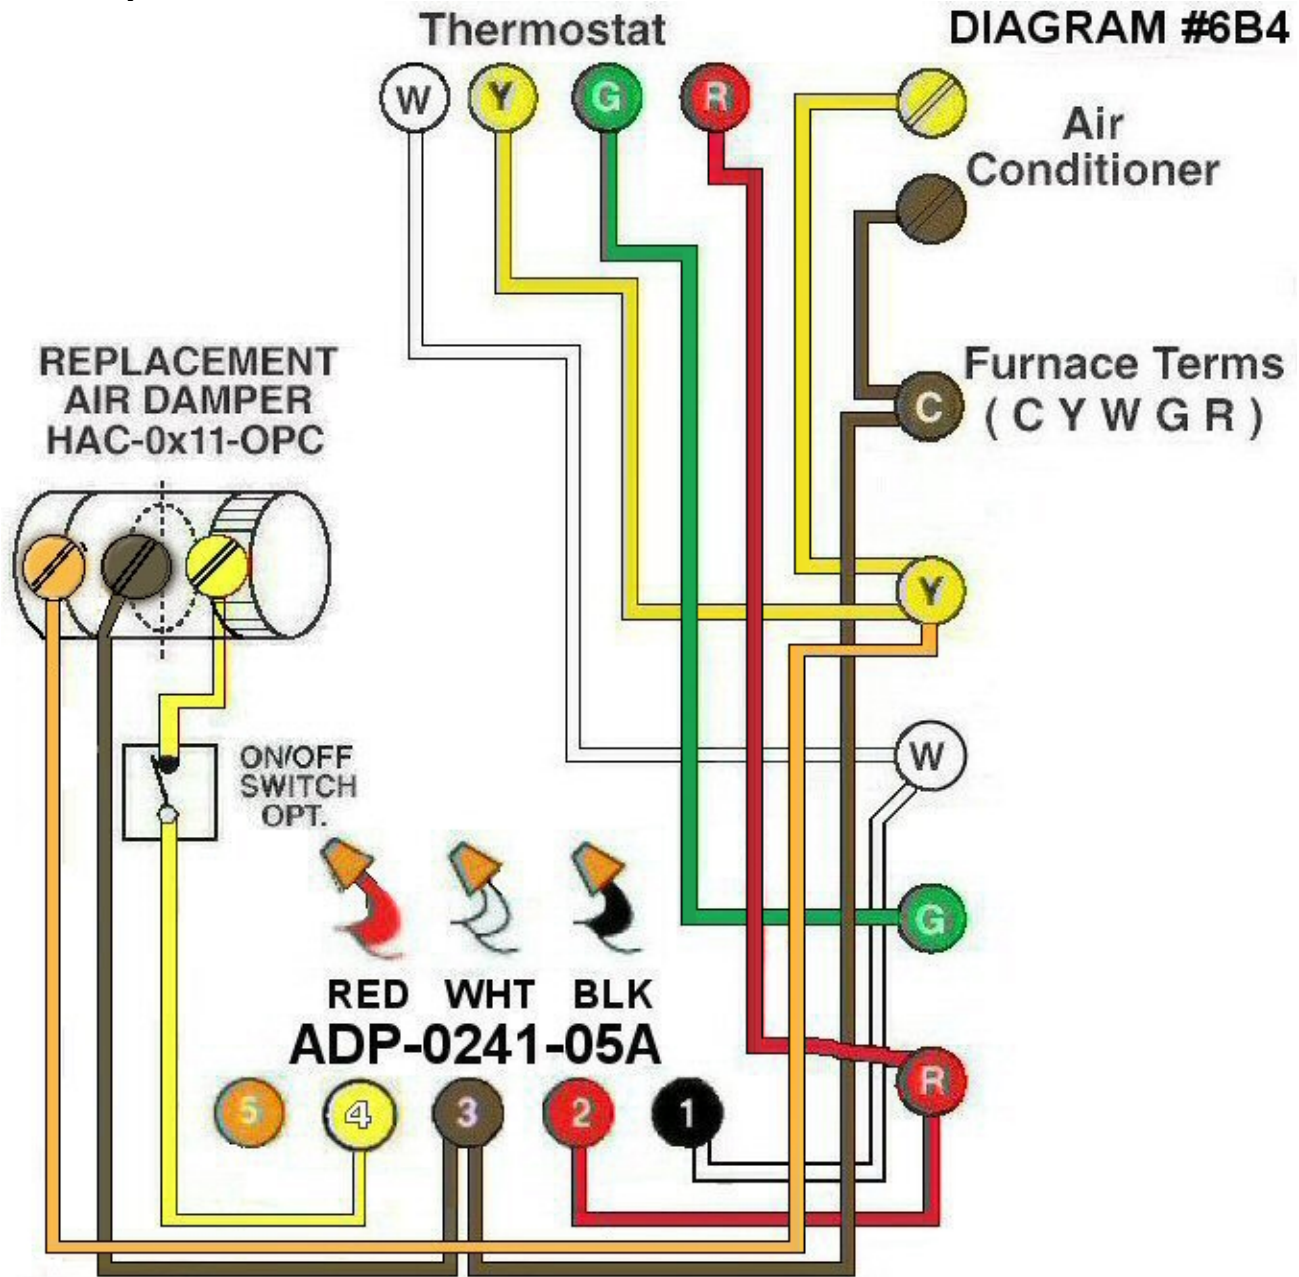 Thermostat
DIAGRAM #6B4
W Y G R
Air
Conditioner
REPLACEMENT
AIR DAMPER
HAC-0x11-OPC
Furnace Terms
( C Y W G R )
C
Y
W
ON/OFF
SWITCH
OPT.
G
RED WHT BLK
ADP-0241-05A
R
5 4 3 2 1